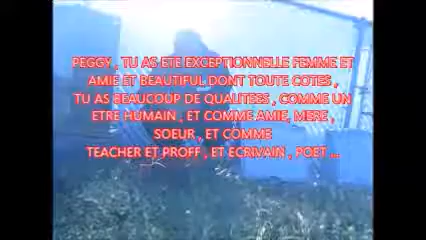 PEGGY , TU AS ETE EXCEPTIONNELLE FEMME ET
AMIE ET BEAUTIFUL DONT TOUTE COTES ,
TU AS BEAUCOUP DE QUALITEES , COMME UN
ETRE HUMAIN , ET COMME AMIE, MERE ,
SOEUR , ET COMME
TEACHER ET PROFF , ET ECRIVAIN , POET ...